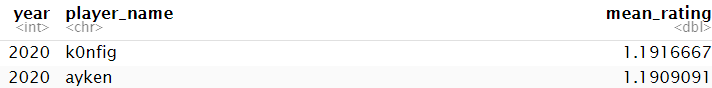 year player_name mean_rating
<int> <chr> <dbl>
2020 k0nfig 1.1916667
2020 ayken 1.1909091